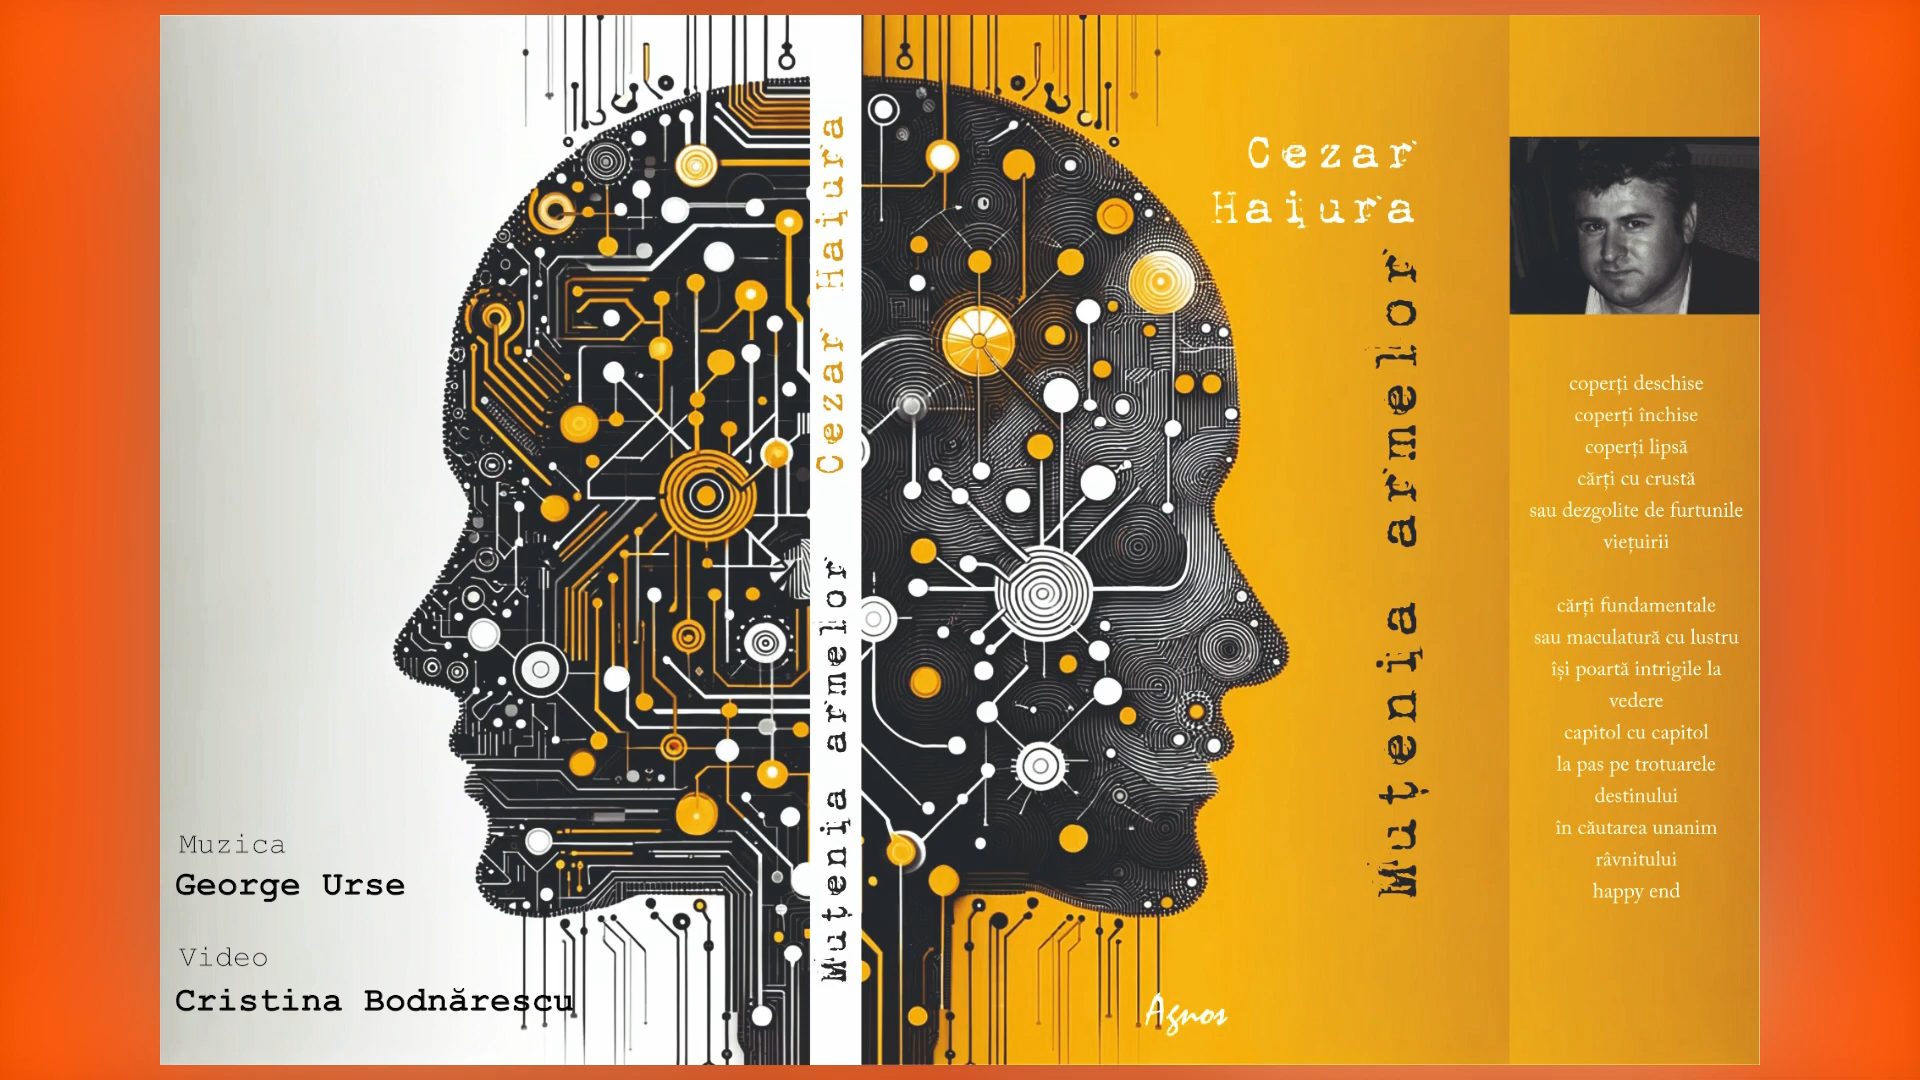 Muzica
George Urse
Video
Cristina Bodnărescu
Cezar Haiura
Muțenia armelor
Cezar
Haiura
Muțenia armelor
Agnos
coperți deschise
coperți închise
coperți lipsă
cărți cu crustă
sau dezgolite de furtunile
viețuirii
cărți fundamentale
sau maculatură cu lustru
își poartă intrigile la
vedere
capitol cu capitol
la pas pe trotuarele
destinului
în căutarea unanim
râvnitului
happy end